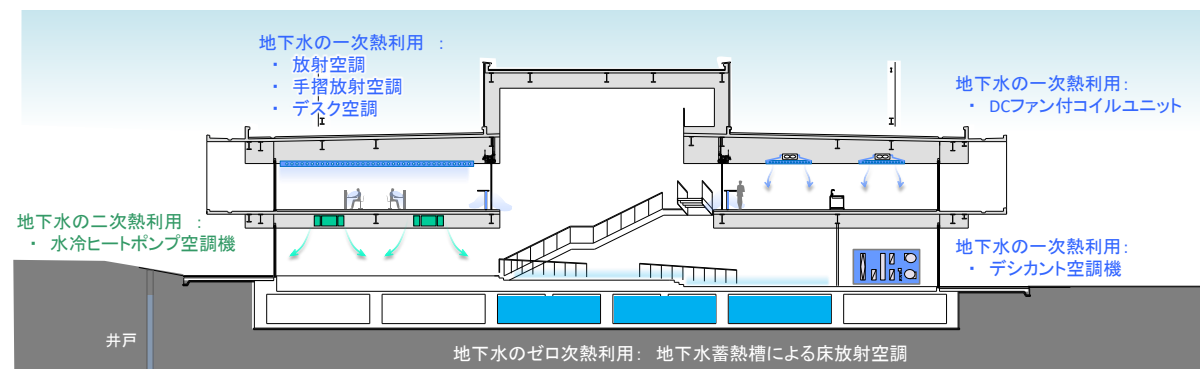 地下水の一次熱利用 :
・ 放射空調
・ 手摺放射空調
・ デスク空調
地下水の一次熱利用:
・ DCファン付コイルユニット
地下水の二次熱利用 :
・ 水冷ヒートポンプ空調機
地下水の一次熱利用:
・ デシカント空調機
井戸
地下水のゼロ次熱利用: 地下水蓄熱槽による床放射空調